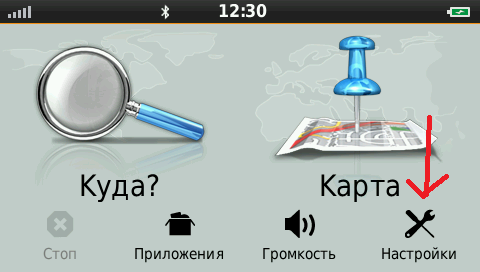 12:30
Куда? Карта
Стоп Приложения Громкость Настройки